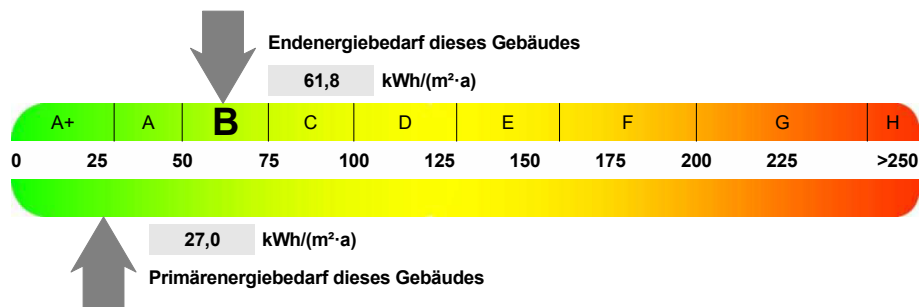 Endenergiebedarf dieses Gebäudes
61,8 kWh/(m²·a)
A+ A B C D E F G H
0 25 50 75 100 125 150 175 200 225 >250
27,0 kWh/(m²·a)
Primärenergiebedarf dieses Gebäudes